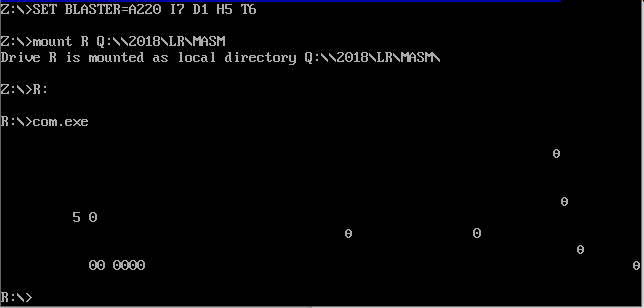 Z:\>SET BLASTER=A220 I7 D1 H5 T6
Z:\>mount R Q:\\2018\LR\MASM
Drive R is mounted as local directory Q:\\2018\LR\MASM\
Z:\>R:
R:\>com.exe
0
0
5 0
0 0
0
00 0000 0
R:\>